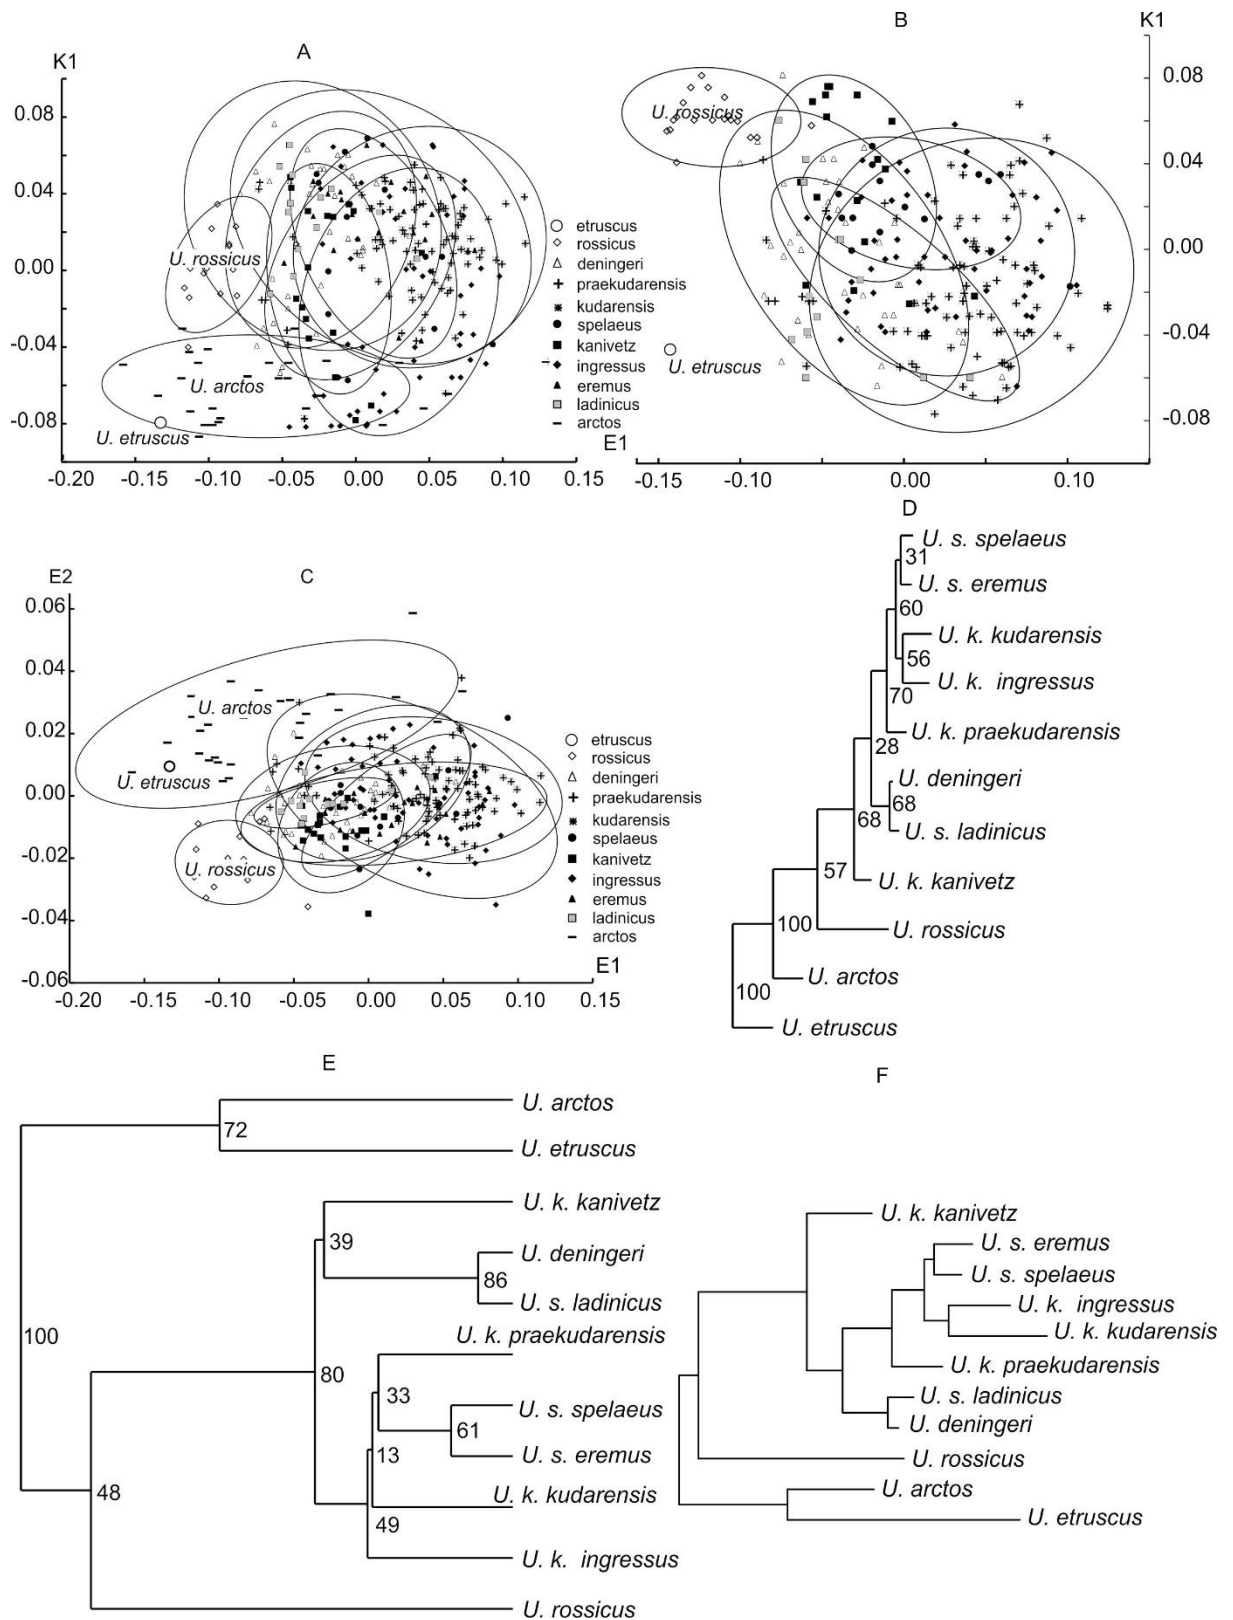 A
K1
0.08
0.04
0.00
-0.04
-0.08
U. rossicus
U. arctos
U. etruscus
E1
-0.20 -0.15 -0.10 -0.05 0.00 0.05 0.10
etruscus
rossicus
deningeri
praekudarensis
kudarensis
spelaeus
kanivetz
ingressus
eremus
ladinicus
arctos
B
K1
0.08
0.04
0.00
-0.04
-0.08
U. rossicus
U. etruscus
-0.15 -0.10 0.00 0.10
C
E2
0.06
0.04
0.02
0.00
-0.02
-0.04
-0.06
U. arctos
U. etruscus
U. rossicus
E1
-0.20 -0.15 -0.10 -0.05 0.00 0.05 0.10 0.15
etruscus
rossicus
deningeri
praekudarensis
kudarensis
spelaeus
kanivetz
ingressus
eremus
ladinicus
arctos
D
U. s. spelaeus
31
U. s. eremus
60
U. k. kudarensis
56
U. k. ingressus
70
U. k. praekudarensis
28
U. deningeri
68
68
U. s. ladinicus
57
U. k. kanivetz
100
U. rossicus
U. arctos
100
U. etruscus
E
U. arctos
72
U. etruscus
U. k. kanivetz
39
U. deningeri
86
U. s. ladinicus
U. k. praekudarensis
100
80
33
U. s. spelaeus
61
13
U. s. eremus
48
U. k. kudarensis
49
U. k. ingressus
U. rossicus
F
U. k. kanivetz
U. s. eremus
U. s. spelaeus
U. k. ingressus
U. k. kudarensis
U. k. praekudarensis
U. s. ladinicus
U. deningeri
U. rossicus
U. arctos
U. etruscus